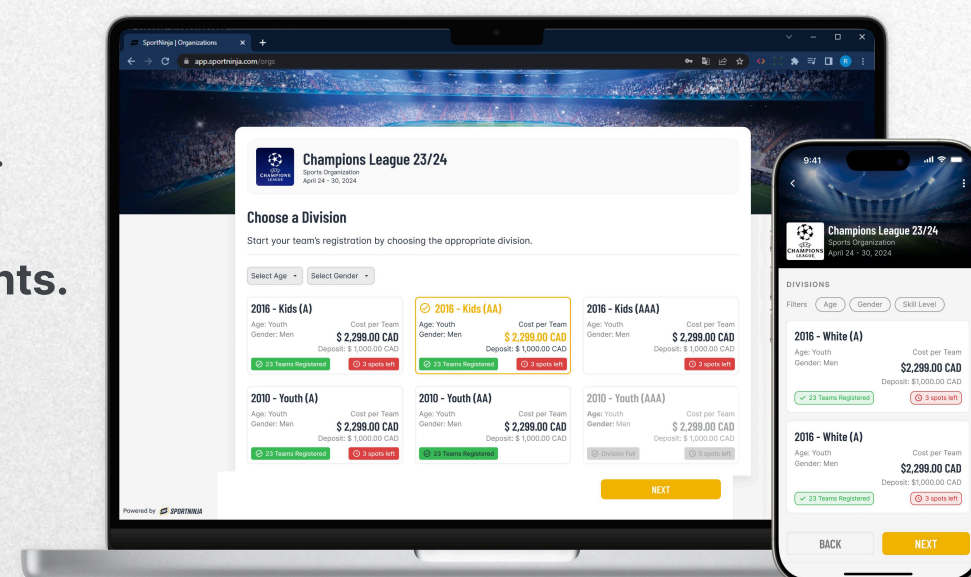 nts.
SportNinja | Organizations
app.sportninja.com/orgs
CHAMPIONS
LEAGUE
Champions League 23/24
Sports Organization
April 24 - 30, 2024
Choose a Division
Start your team's registration by choosing the appropriate division.
Select Age
Select Gender
2016 - Kids (A)
Age: Youth
Gender: Men
Cost per Team
$ 2,299.00 CAD
Deposit: $ 1,000.00 CAD
23 Teams Registered
3 spots left
2016 - Kids (AA)
Age: Youth
Gender: Men
Cost per Team
$ 2,299.00 CAD
Deposit: $ 1,000.00 CAD
23 Teams Registered
3 spots left
2016 - Kids (AAA)
Age: Youth
Gender: Men
Cost per Team
$ 2,299.00 CAD
Deposit: $ 1,000.00 CAD
3 spots left
2010 - Youth (A)
Age: Youth
Gender: Men
Cost per Team
$ 2,299.00 CAD
Deposit: $ 1,000.00 CAD
23 Teams Registered
3 spots left
2010 - Youth (AA)
Age: Youth
Gender: Men
Cost per Team
$ 2,299.00 CAD
Deposit: $ 1,000.00 CAD
23 Teams Registered
2010 - Youth (AAA)
Age: Youth
Gender: Men
Cost per Team
$ 2,299.00 CAD
Deposit: $ 1,000.00 CAD
Division Full
0 spots left
NEXT
Powered by SPORTNINJA
9:41
CHAMPIONS
LEAGUE
Champions League 23/24
Sports Organization
April 24 - 30, 2024
DIVISIONS
Filters
Age
Gender
Skill Level
2016 - White (A)
Age: Youth
Gender: Men
Cost per Team
$2,299.00 CAD
Deposit: $1,000.00 CAD
23 Teams Registered
3 spots left
2016 - White (A)
Age: Youth
Gender: Men
Cost per Team
$2,299.00 CAD
Deposit: $1,000.00 CAD
23 Teams Registered
3 spots left
BACK
NEXT